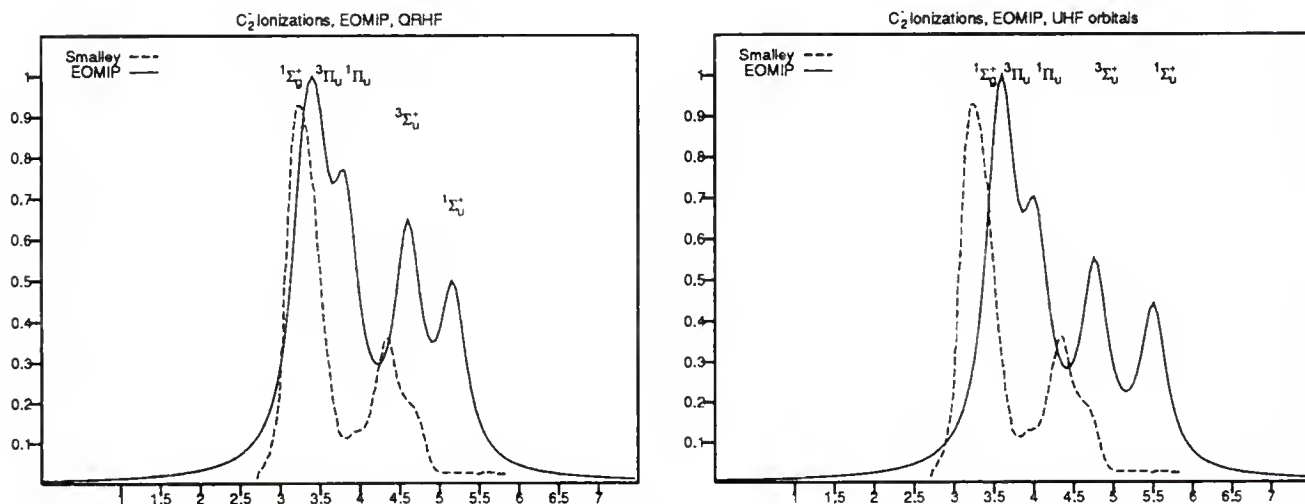 C₂⁻ Ionizations, EOMIP, QRHF
Smalley
EOMIP
¹Σg⁺ ³Πu ¹Πu
³Σu⁺
¹Σu⁺
1
0.9
0.8
0.7
0.6
0.5
0.4
0.3
0.2
0.1
1 1.5 2 2.5 3 3.5 4 4.5 5 5.5 6 6.5 7
C₂⁻ Ionizations, EOMIP, UHF orbitals
Smalley
EOMIP
¹Σg⁺ ³Πu ¹Πu ³Σu⁺ ¹Σu⁺
1
0.9
0.8
0.7
0.6
0.5
0.4
0.3
0.2
0.1
1 1.5 2 2.5 3 3.5 4 4.5 5 5.5 6 6.5 7